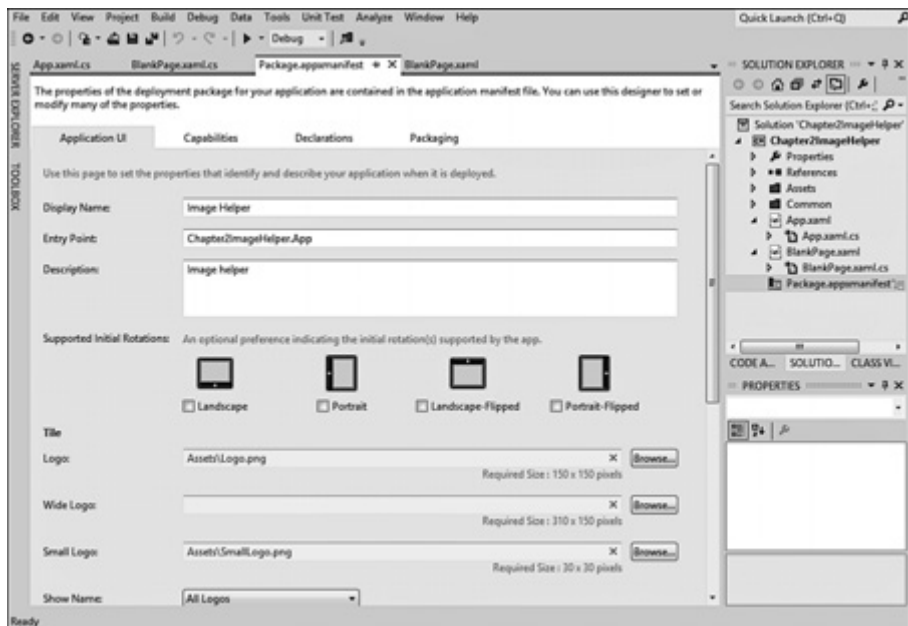 File Edit View Project Build Debug Data Tools Unit Test Analyze Window Help
Quick Launch (Ctrl+Q)
Debug
SERVER EXPLORER
TOOLBOX
App.xaml.cs BlankPage.xaml.cs Package.appxmanifest BlankPage.xaml
The properties of the deployment package for your application are contained in the application manifest file. You can use this designer to set or
modify many of the properties.
Application UI Capabilities Declarations Packaging
Use this page to set the properties that identify and describe your application when it is deployed.
Display Name: Image Helper
Entry Point: Chapter2ImageHelper.App
Description: Image helper
Supported Initial Rotations: An optional preference indicating the initial rotation(s) supported by the app.
Landscape Portrait Landscape-Flipped Portrait-Flipped
Tile
Logo: Assets\Logo.png Browse...
Required Size : 150 x 150 pixels
Wide Logo: Browse...
Required Size : 310 x 150 pixels
Small Logo: Assets\SmallLogo.png Browse...
Required Size : 30 x 30 pixels
Show Name: All Logos
SOLUTION EXPLORER
Search Solution Explorer (Ctrl+;
Solution 'Chapter2ImageHelper'
Chapter2ImageHelper
Properties
References
Assets
Common
App.xaml
App.xaml.cs
BlankPage.xaml
BlankPage.xaml.cs
Package.appxmanifest
CODE A... SOLUTIO... CLASS VI...
PROPERTIES
Ready